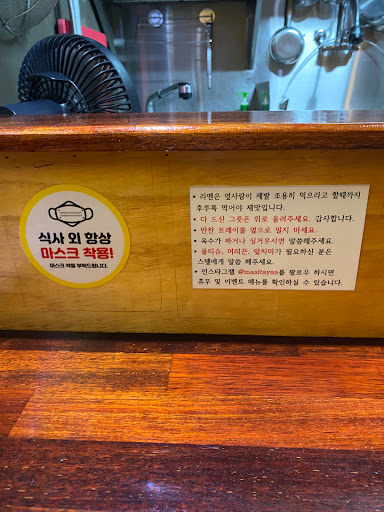 식사 외 항상
마스크 착용!
마스크 착용 부탁드립니다.
• 라멘은 옆사람이 제발 조용히 먹으라고 할때까지
후루룩 먹어야 제맛입니다.
• 다 드신 그릇은 위로 올려주세요. 감사합니다.
• 반찬 트레이를 옆으로 밀지 마세요.
• 육수가 짜거나 싱거우시면 말씀해주세요.
• 물티슈, 머리끈, 앞치마가 필요하신 분은
스텝에게 말씀 해주세요.
• 인스타그램 @masitayaa를 팔로우 하시면
휴무 및 이벤트 메뉴를 확인하실 수 있습니다.